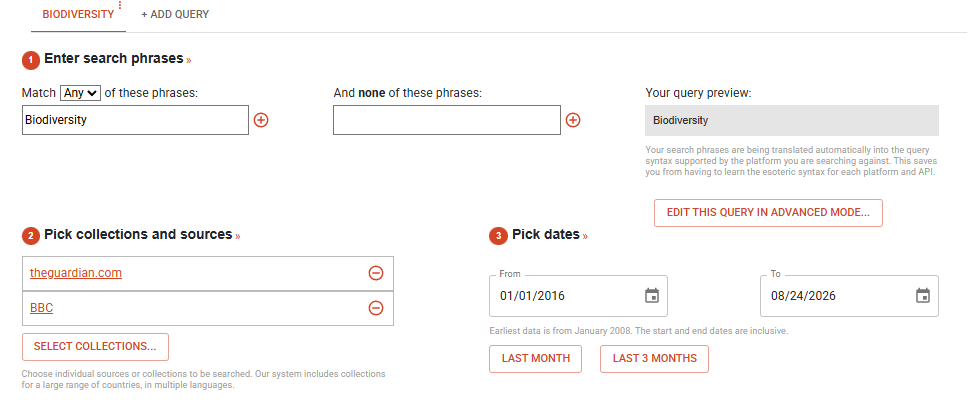 BIODIVERSITY
+ ADD QUERY
1 Enter search phrases »
Match Any of these phrases:
Biodiversity
And none of these phrases:
Your query preview:
Biodiversity
Your search phrases are being translated automatically into the query
syntax supported by the platform you are searching against. This saves
you from having to learn the esoteric syntax for each platform and API.
EDIT THIS QUERY IN ADVANCED MODE...
2 Pick collections and sources »
theguardian.com
BBC
SELECT COLLECTIONS...
Choose individual sources or collections to be searched. Our system includes collections
for a large range of countries, in multiple languages.
3 Pick dates »
From
01/01/2016
To
08/24/2026
Earliest data is from January 2008. The start and end dates are inclusive.
LAST MONTH
LAST 3 MONTHS